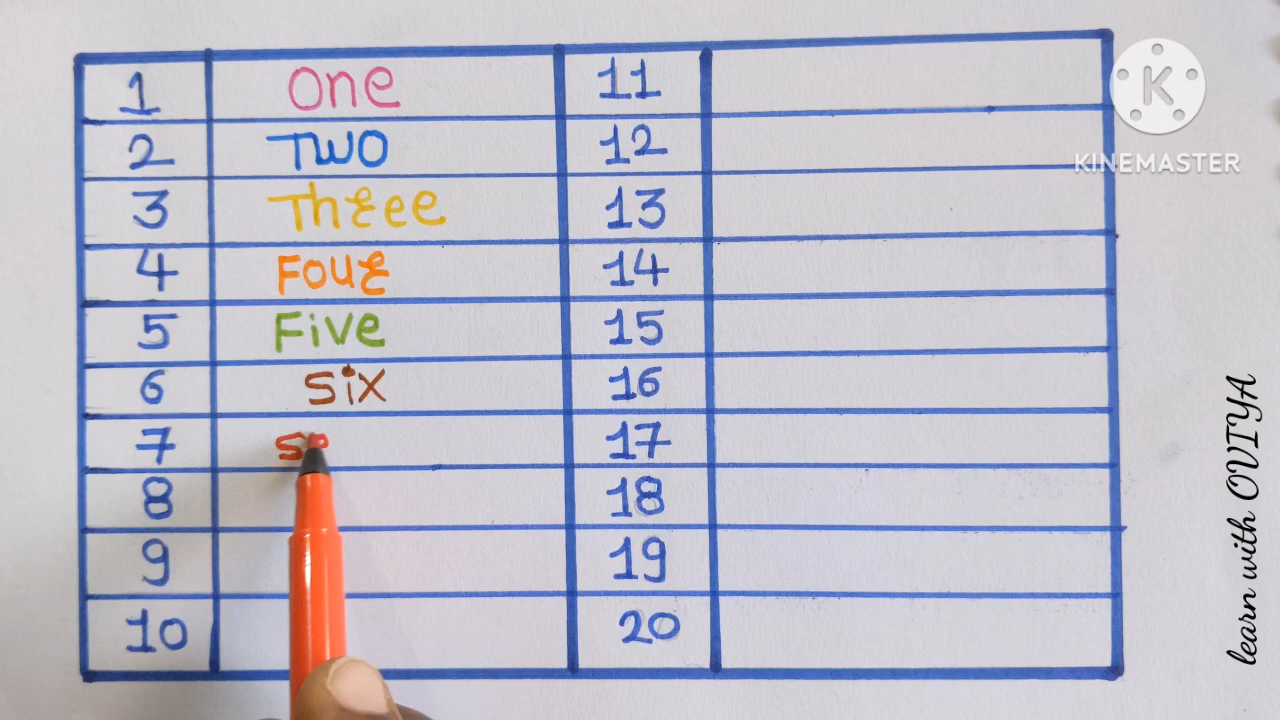 1 One 11
2 TWO 12
3 Three 13
4 Four 14
5 Five 15
6 Six 16
7 S 17
8 18
9 19
10 20
K
KINEMASTER
learn with OVIYA